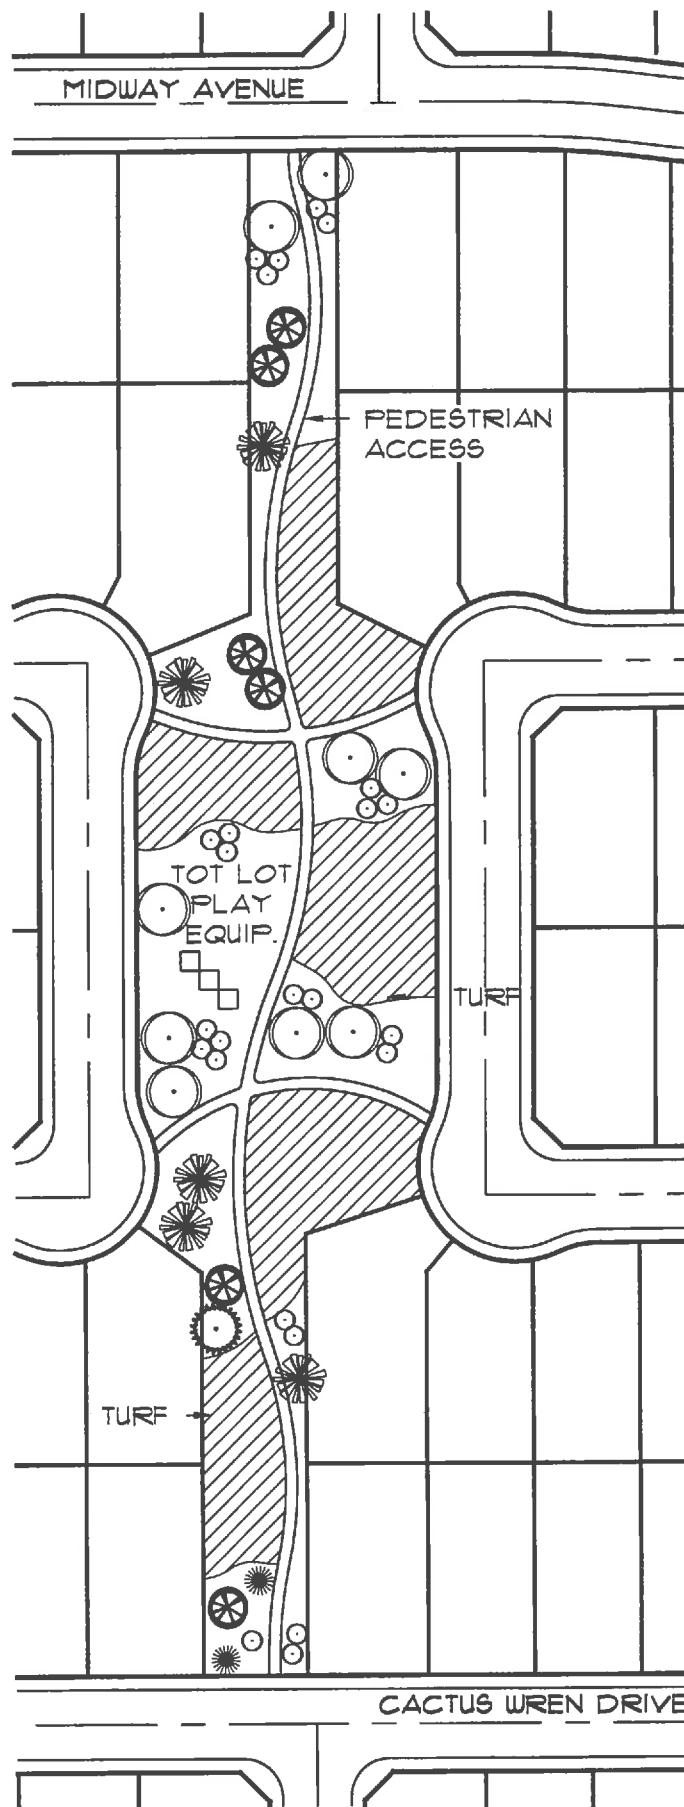 MIDWAY AVENUE
PEDESTRIAN
ACCESS
TOT LOT
PLAY
EQUIP.
TURF
TURF
CACTUS WREN DRIVE